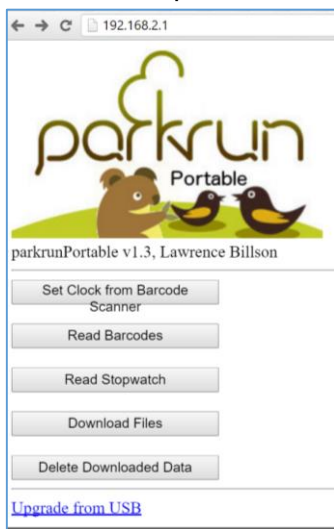 192.168.2.1
parkrun
Portable
parkrunPortable v1.3, Lawrence Billson
Set Clock from Barcode
Scanner
Read Barcodes
Read Stopwatch
Download Files
Delete Downloaded Data
Upgrade from USB